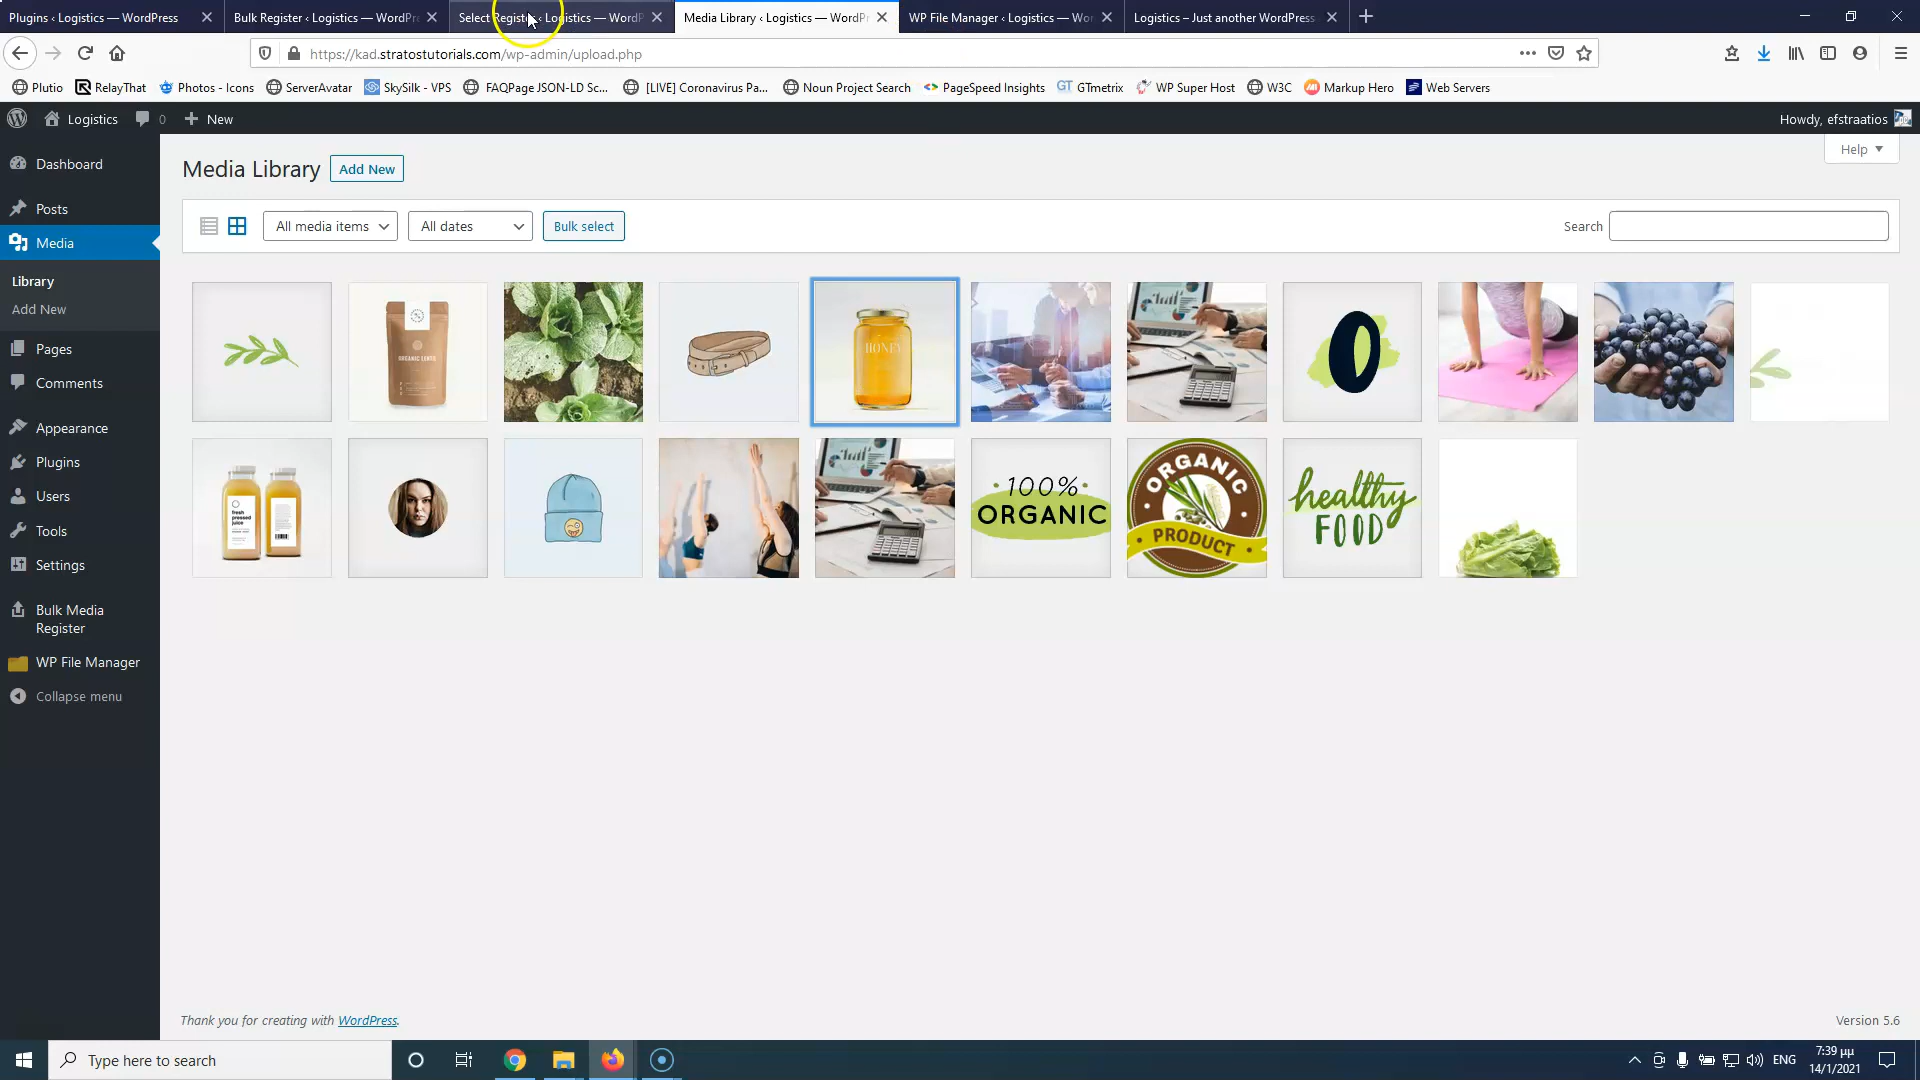 Plugins ‹ Logistics — WordPress
Bulk Register ‹ Logistics — WordPr
Select Registe ‹ Logistics — WordP
Media Library ‹ Logistics — WordPr
WP File Manager ‹ Logistics — Wor
Logistics – Just another WordPress
https://kad.stratostutorials.com/wp-admin/upload.php
Plutio
RelayThat
Photos - Icons
ServerAvatar
SkySilk - VPS
FAQPage JSON-LD Sc...
[LIVE] Coronavirus Pa...
Noun Project Search
PageSpeed Insights
GT GTmetrix
WP Super Host
W3C
Markup Hero
Web Servers
Logistics
0
New
Howdy, efstraatios
Dashboard
Posts
Media
Library
Add New
Pages
Comments
Appearance
Plugins
Users
Tools
Settings
Bulk Media
Register
WP File Manager
Collapse menu
Media Library
Add New
Help
All media items
All dates
Bulk select
Search
HONEY
fresh
pressed
juice
100%
ORGANIC
ORGANIC
PRODUCT
healthy
FOOD
Thank you for creating with WordPress.
Version 5.6
Type here to search
ENG
7:39 μμ
14/1/2021